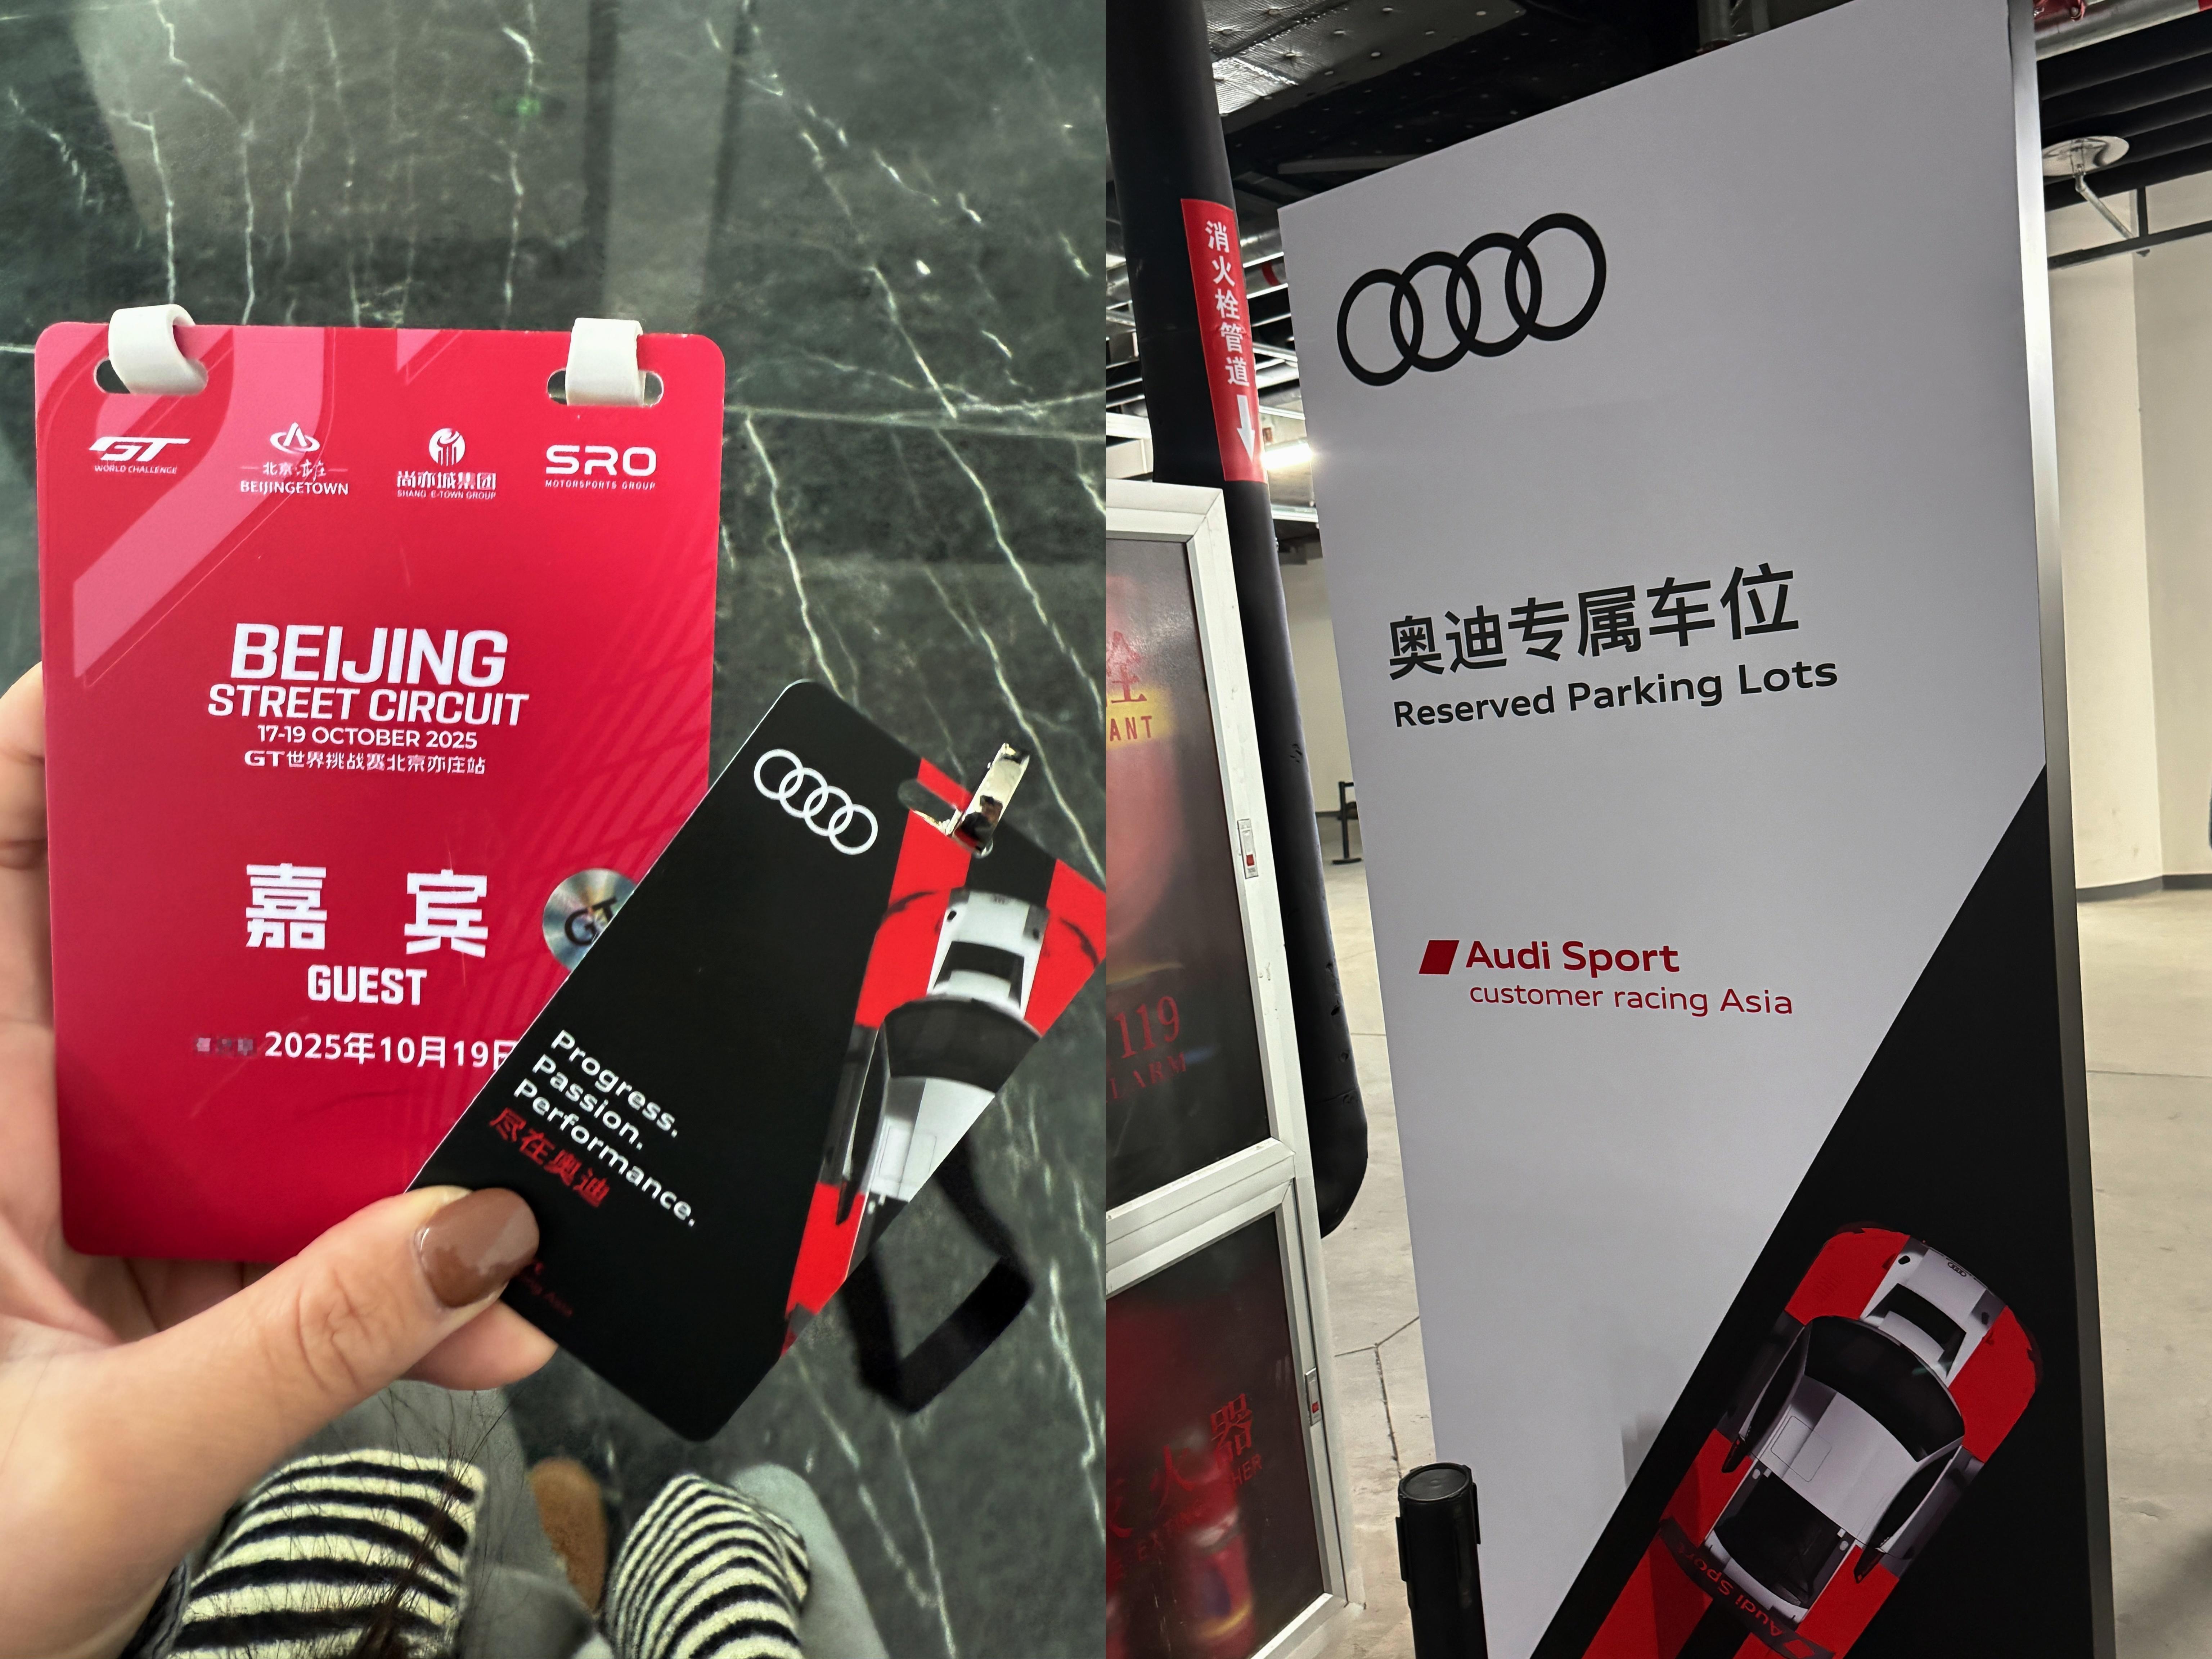 GT
WORLD CHALLENGE
北京亦庄
BEIJINGETOWN
尚亦城集团
SHANG E-TOWN GROUP
SRO
MOTORSPORTS GROUP
BEIJING
STREET CIRCUIT
17-19 OCTOBER 2025
GT世界挑战赛北京亦庄站
嘉宾
GUEST
2025年10月19日
Progress.
Passion.
Performance.
尽在奥迪
Asia
消火栓管道
奥迪专属车位
Reserved Parking Lots
Audi Sport
customer racing Asia
119
Audi Sport